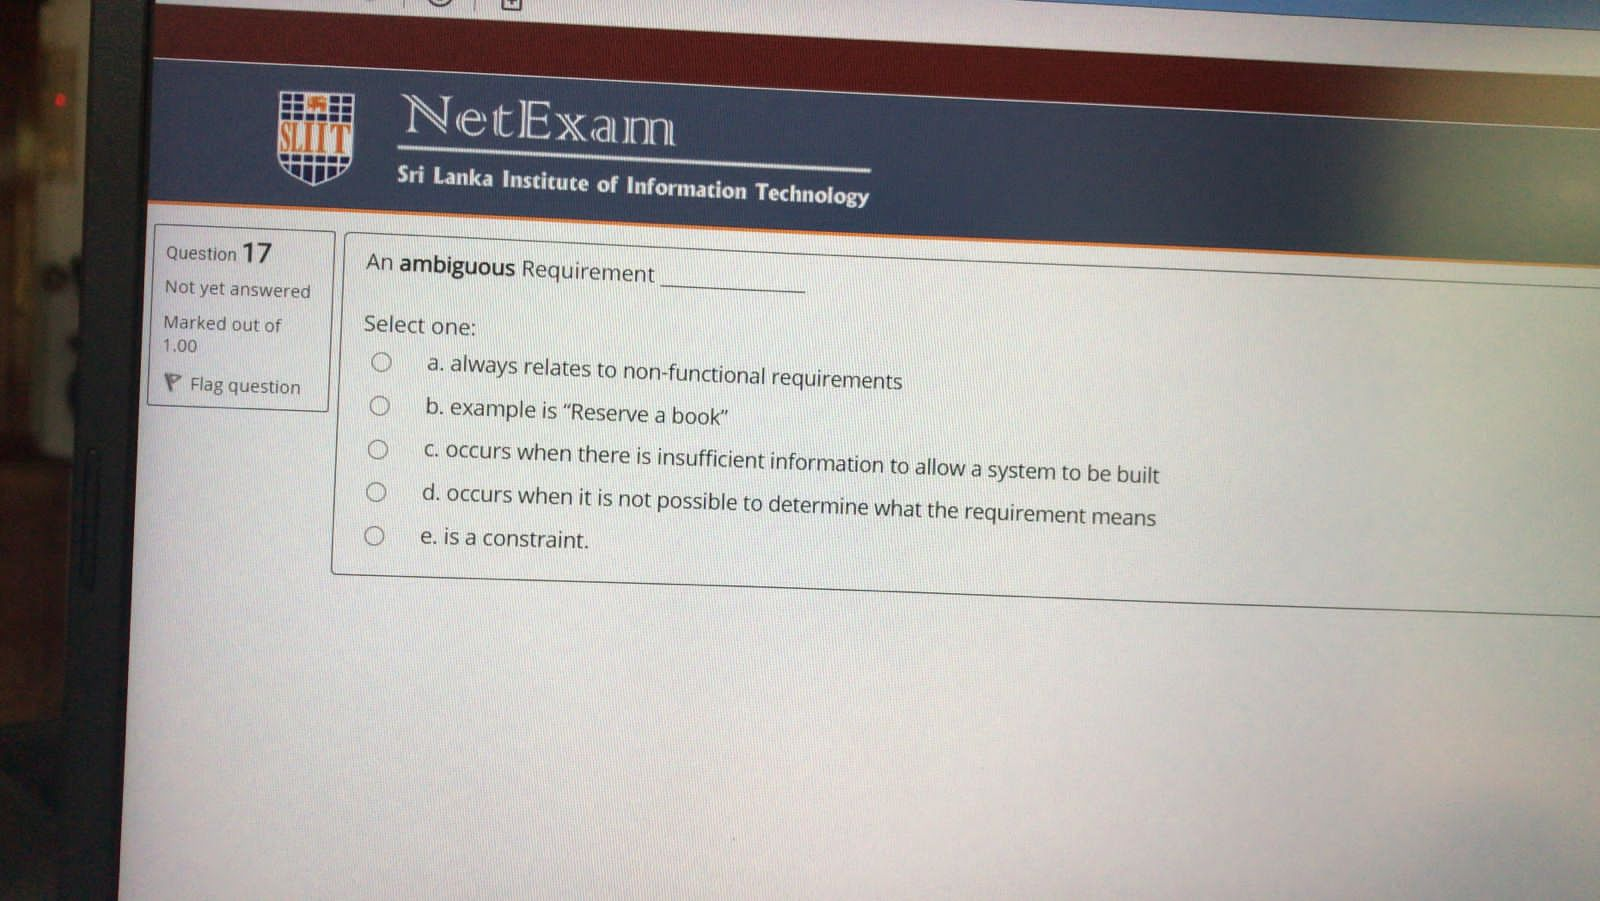 SLIIT
NetExam
Sri Lanka Institute of Information Technology
Question 17
Not yet answered
Marked out of
1.00
Flag question
An ambiguous Requirement ____________
Select one:
a. always relates to non-functional requirements
b. example is “Reserve a book”
c. occurs when there is insufficient information to allow a system to be built
d. occurs when it is not possible to determine what the requirement means
e. is a constraint.